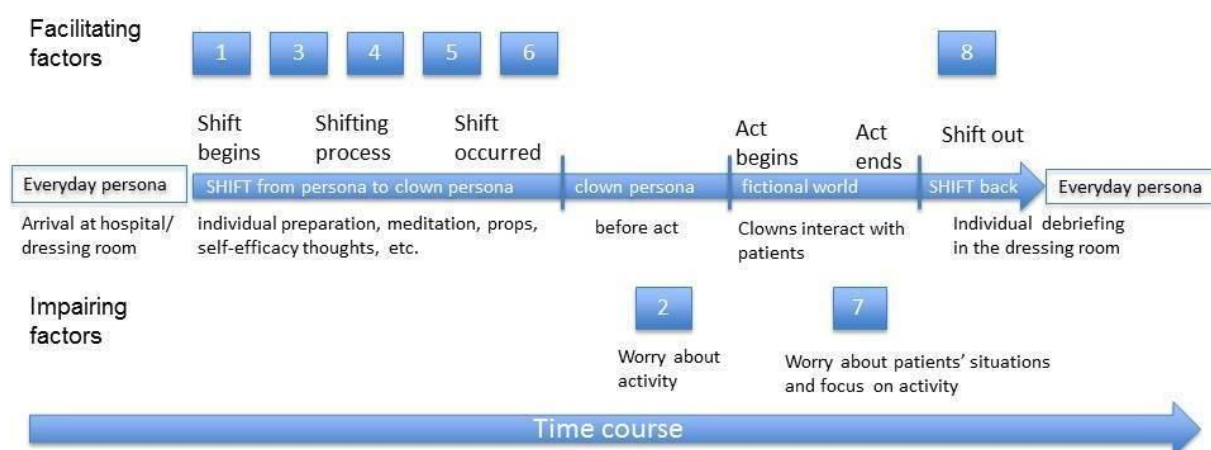 Facilitating
factors
1
3
4
5
6
8
Shift
begins
Shifting
process
Shift
occurred
Act
begins
Act
ends
Shift out
Everyday persona
SHIFT from persona to clown persona
clown persona
fictional world
SHIFT back
Everyday persona
Arrival at hospital/
dressing room
individual preparation, meditation, props,
self-efficacy thoughts, etc.
before act
Clowns interact with
patients
Individual debriefing
in the dressing room
Impairing
factors
2
7
Worry about
activity
Worry about patients' situations
and focus on activity
Time course